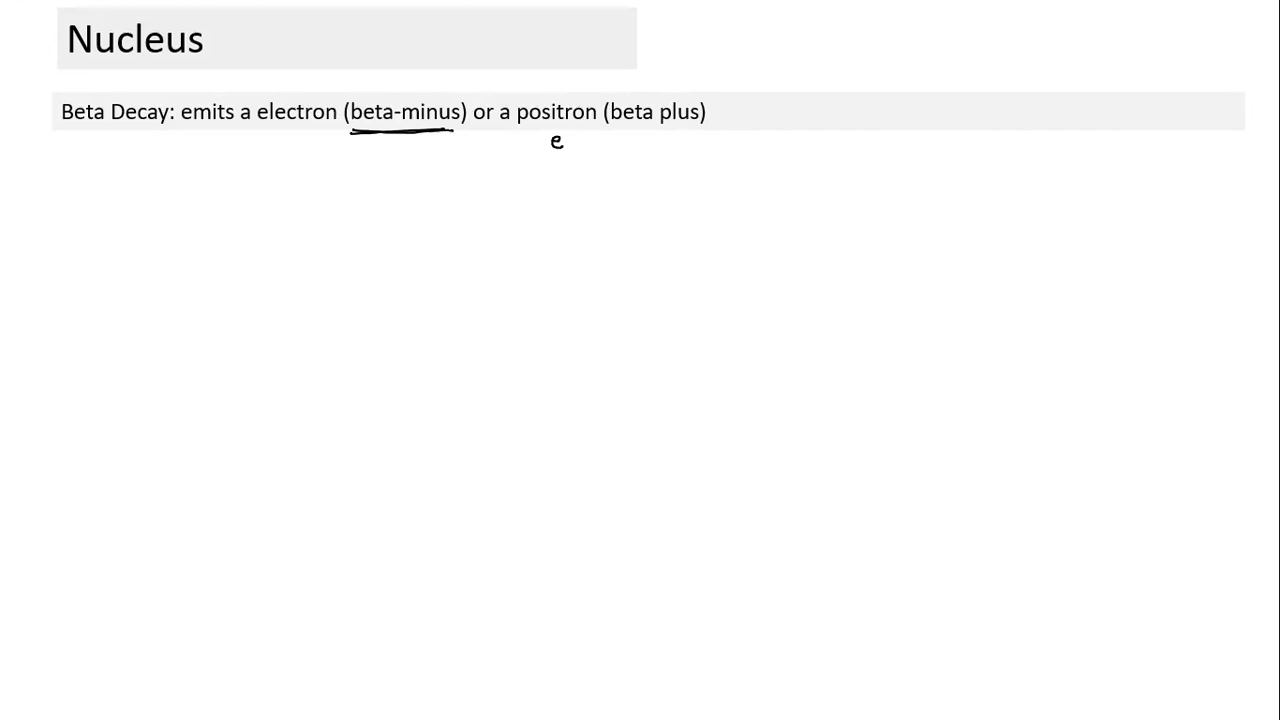 Nucleus
Beta Decay: emits a electron (beta-minus) or a positron (beta plus)
e